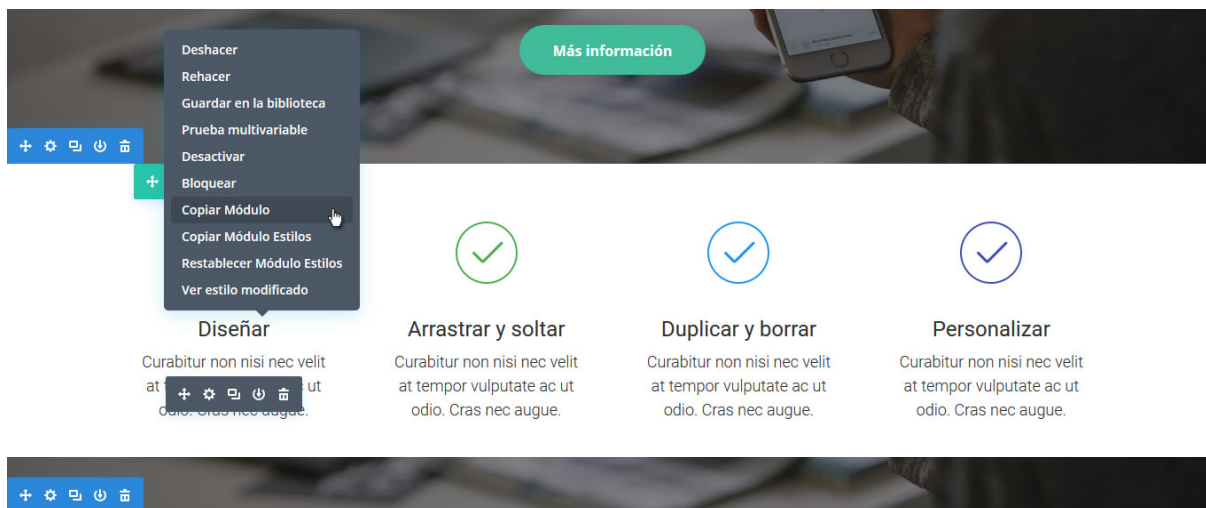 Más información
Deshacer
Rehacer
Guardar en la biblioteca
Prueba multivariable
Desactivar
Bloquear
Copiar Módulo
Copiar Módulo Estilos
Restablecer Módulo Estilos
Ver estilo modificado
Diseñar
Curabitur non nisi nec velit
at ut
Cras nec augue.
Arrastrar y soltar
Curabitur non nisi nec velit
at tempor vulputate ac ut
odio. Cras nec augue.
Duplicar y borrar
Curabitur non nisi nec velit
at tempor vulputate ac ut
odio. Cras nec augue.
Personalizar
Curabitur non nisi nec velit
at tempor vulputate ac ut
odio. Cras nec augue.